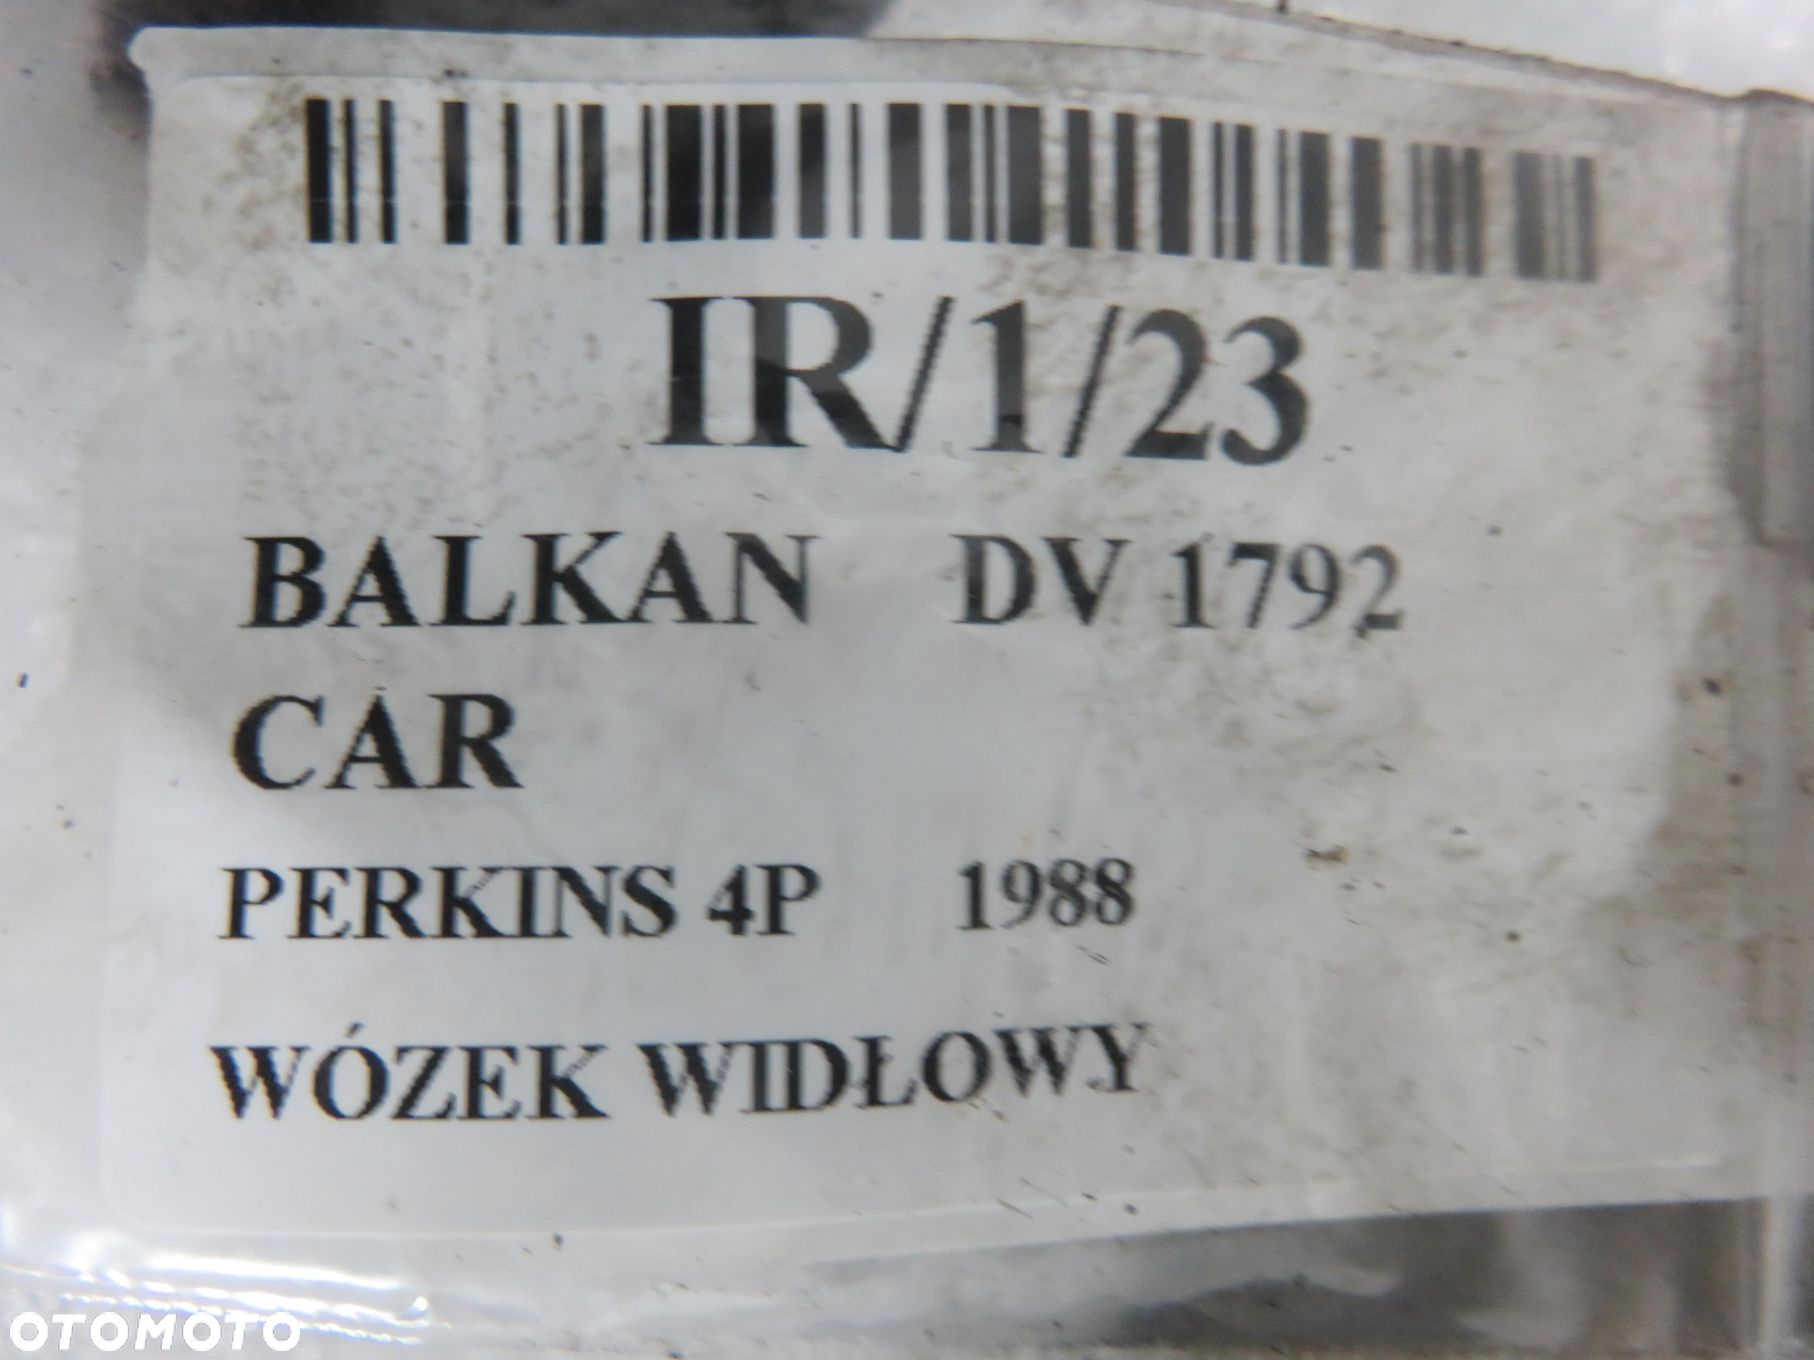 IR/1/23
BALKAN DV 1792
CAR
PERKINS 4P 1988
WÓZEK WIDŁOWY
OTOMOTO